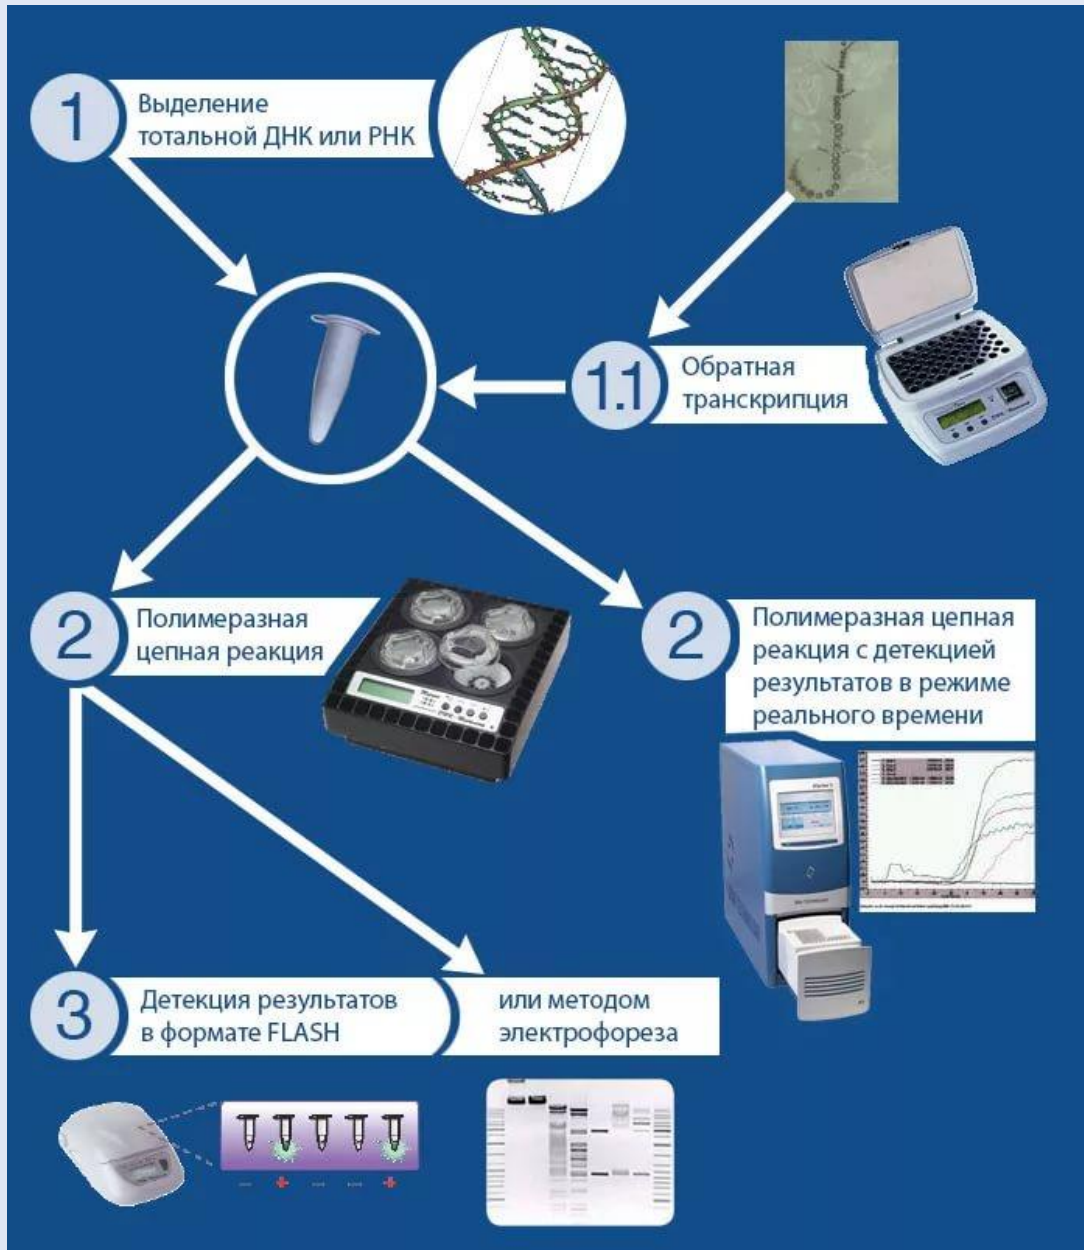 1
Выделение
тотальной ДНК или РНК
1.1
Обратная
транскрипция
2
Полимеразная
цепная реакция
2
Полимеразная цепная
реакция с детекцией
результатов в режиме
реального времени
3
Детекция результатов
в формате FLASH
или методом
электрофореза